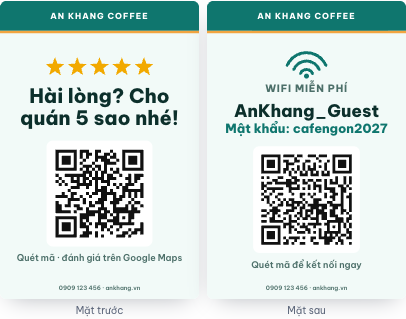 AN KHANG COFFEE
Hài lòng? Cho
quán 5 sao nhé!
Quét mã · đánh giá trên Google Maps
0909 123 456 · ankhang.vn
Mặt trước
AN KHANG COFFEE
WIFI MIỄN PHÍ
AnKhang_Guest
Mật khẩu: cafengon2027
Quét mã để kết nối ngay
0909 123 456 · ankhang.vn
Mặt sau